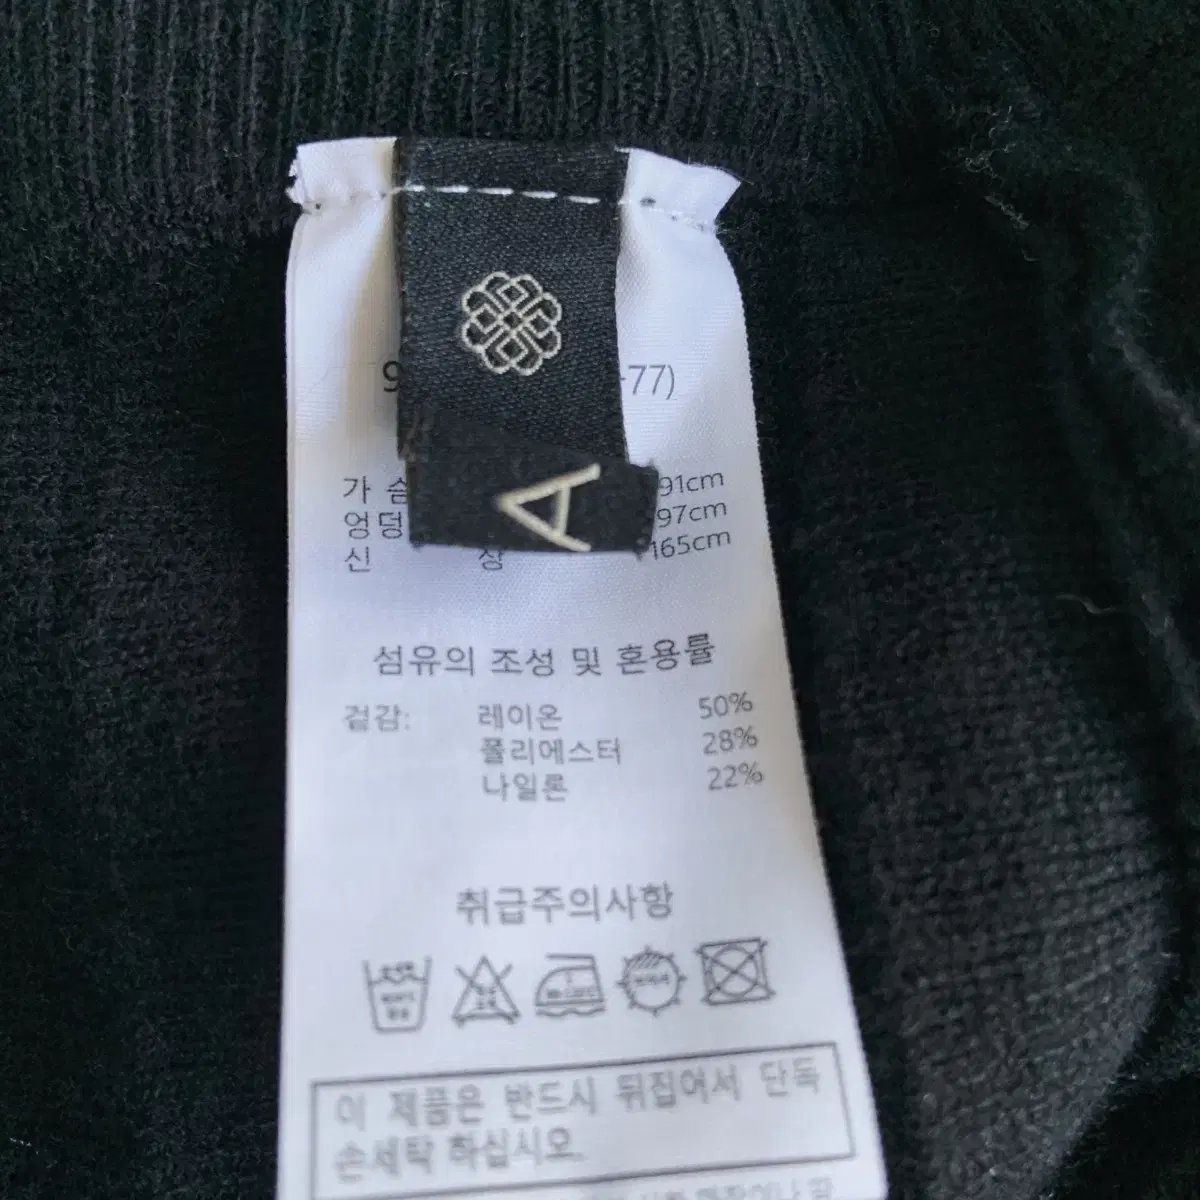 9
-77)
A
가 슴 91cm
엉덩 97cm
신 장 165cm
섬유의 조성 및 혼용률
겉감: 레이온 50%
폴리에스터 28%
나일론 22%
취급주의사항
이 제품은 반드시 뒤집어서 단독
손세탁 하십시오.